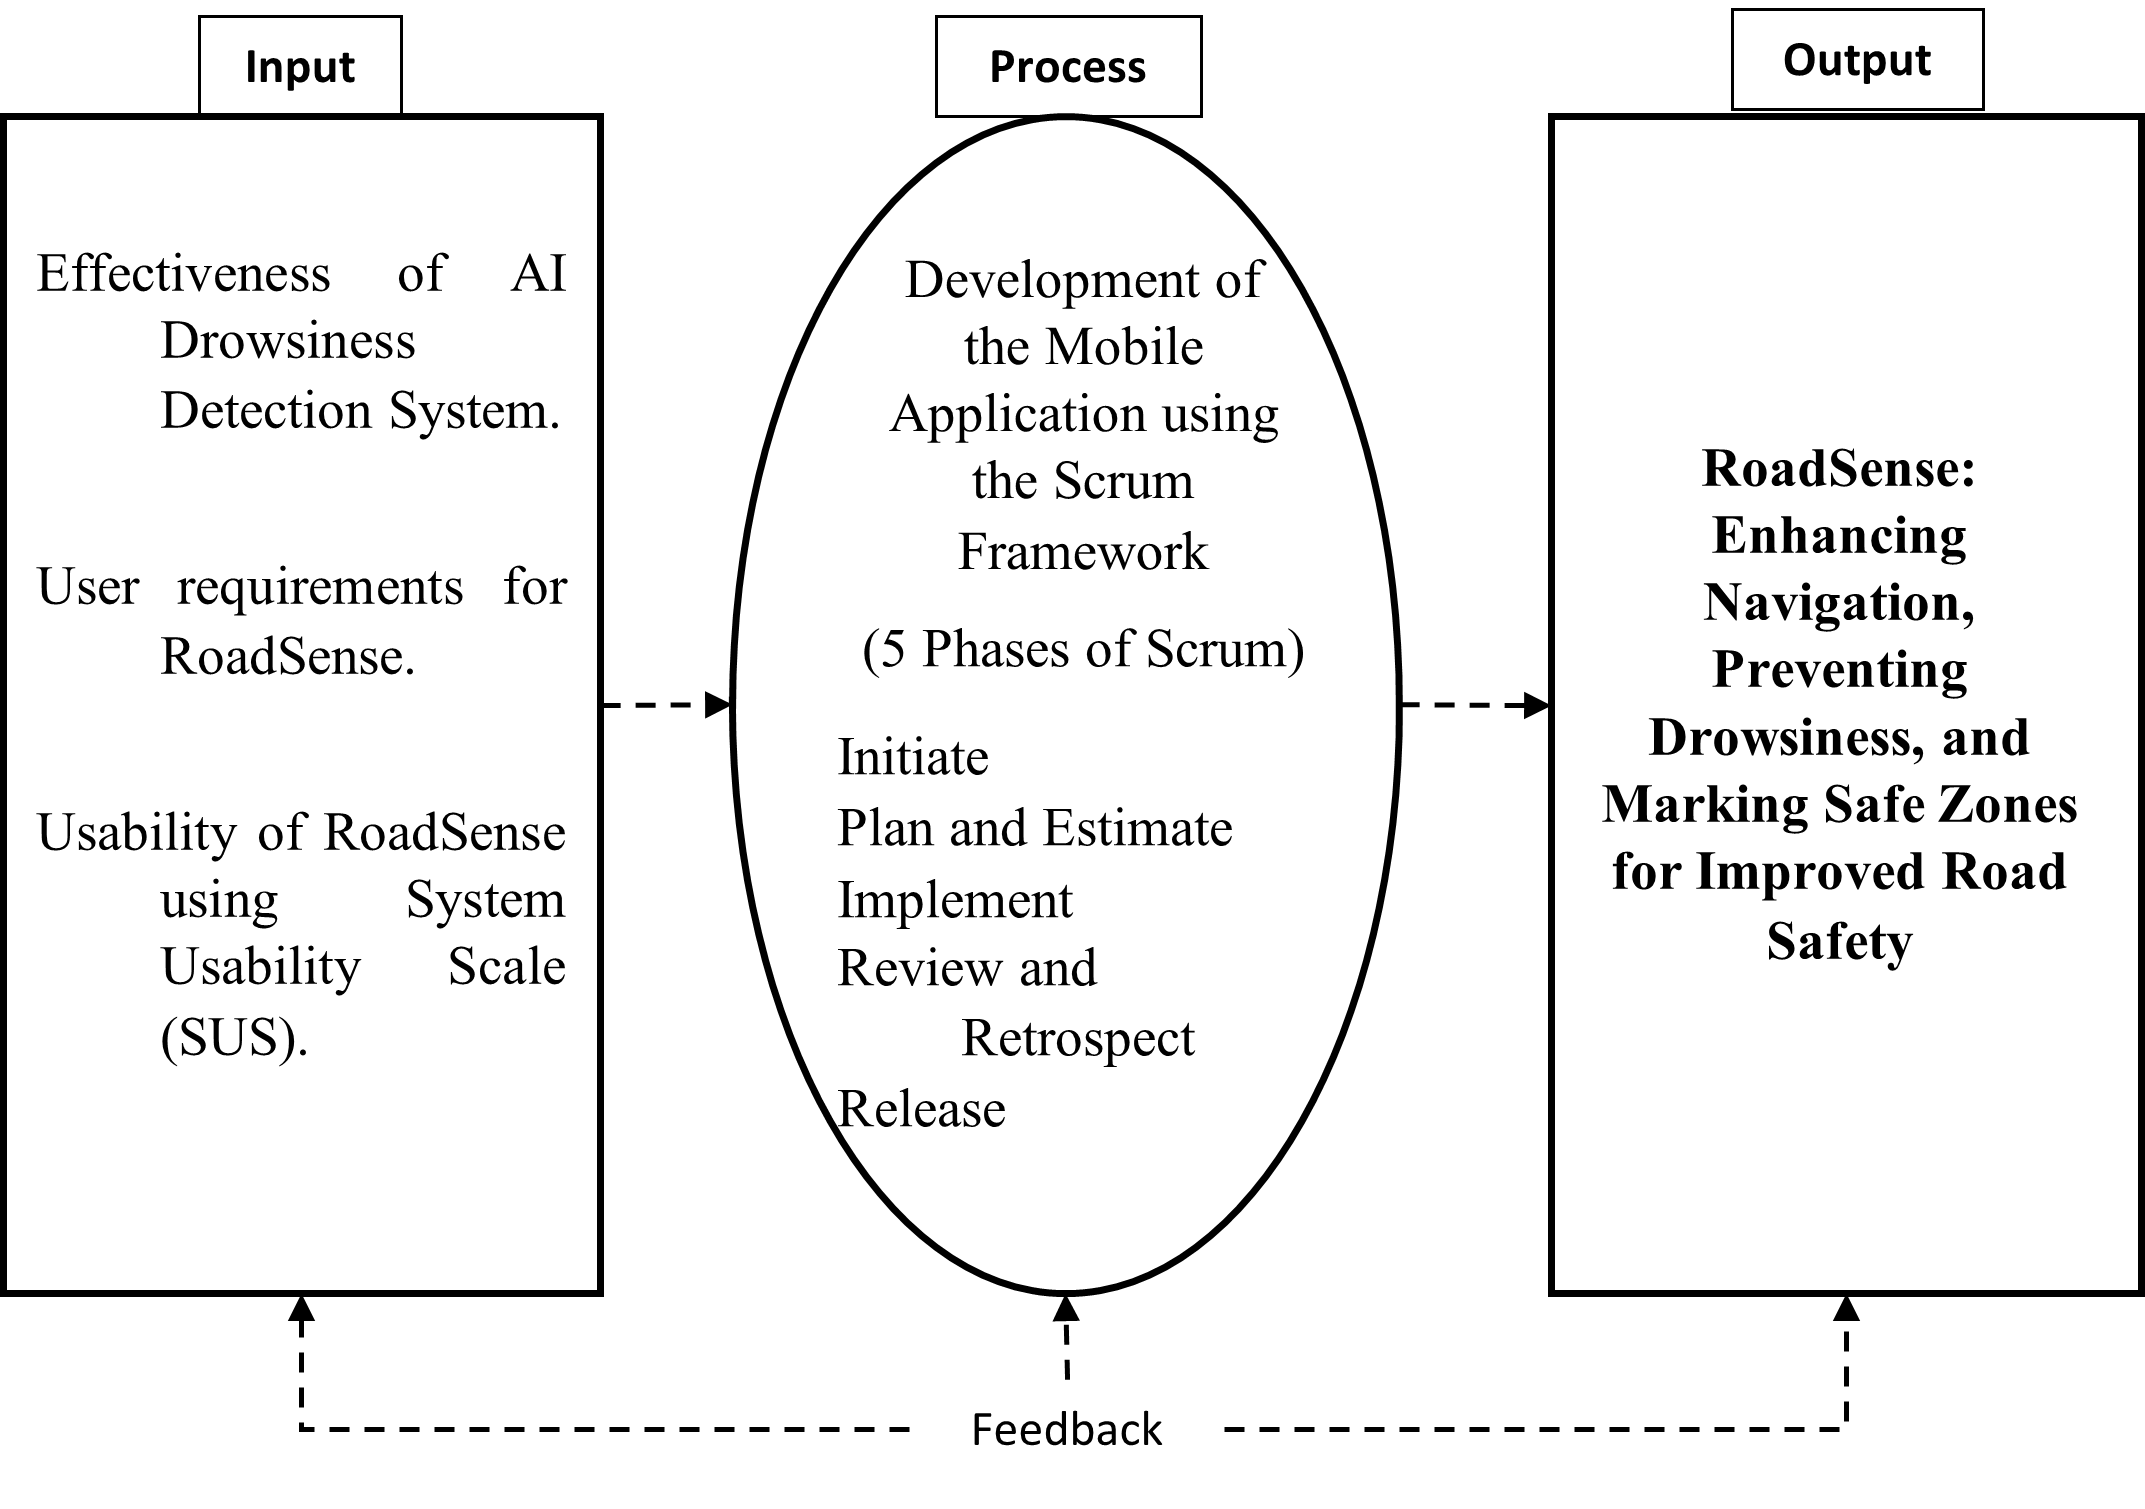 Input
Effectiveness of AI
Drowsiness
Detection System.
User requirements for
RoadSense.
Usability of RoadSense
using System
Usability Scale
(SUS).
Process
Development of
the Mobile
Application using
the Scrum
Framework
(5 Phases of Scrum)
Initiate
Plan and Estimate
Implement
Review and
Retrospect
Release
Output
RoadSense:
Enhancing
Navigation,
Preventing
Drowsiness, and
Marking Safe Zones
for Improved Road
Safety
Feedback